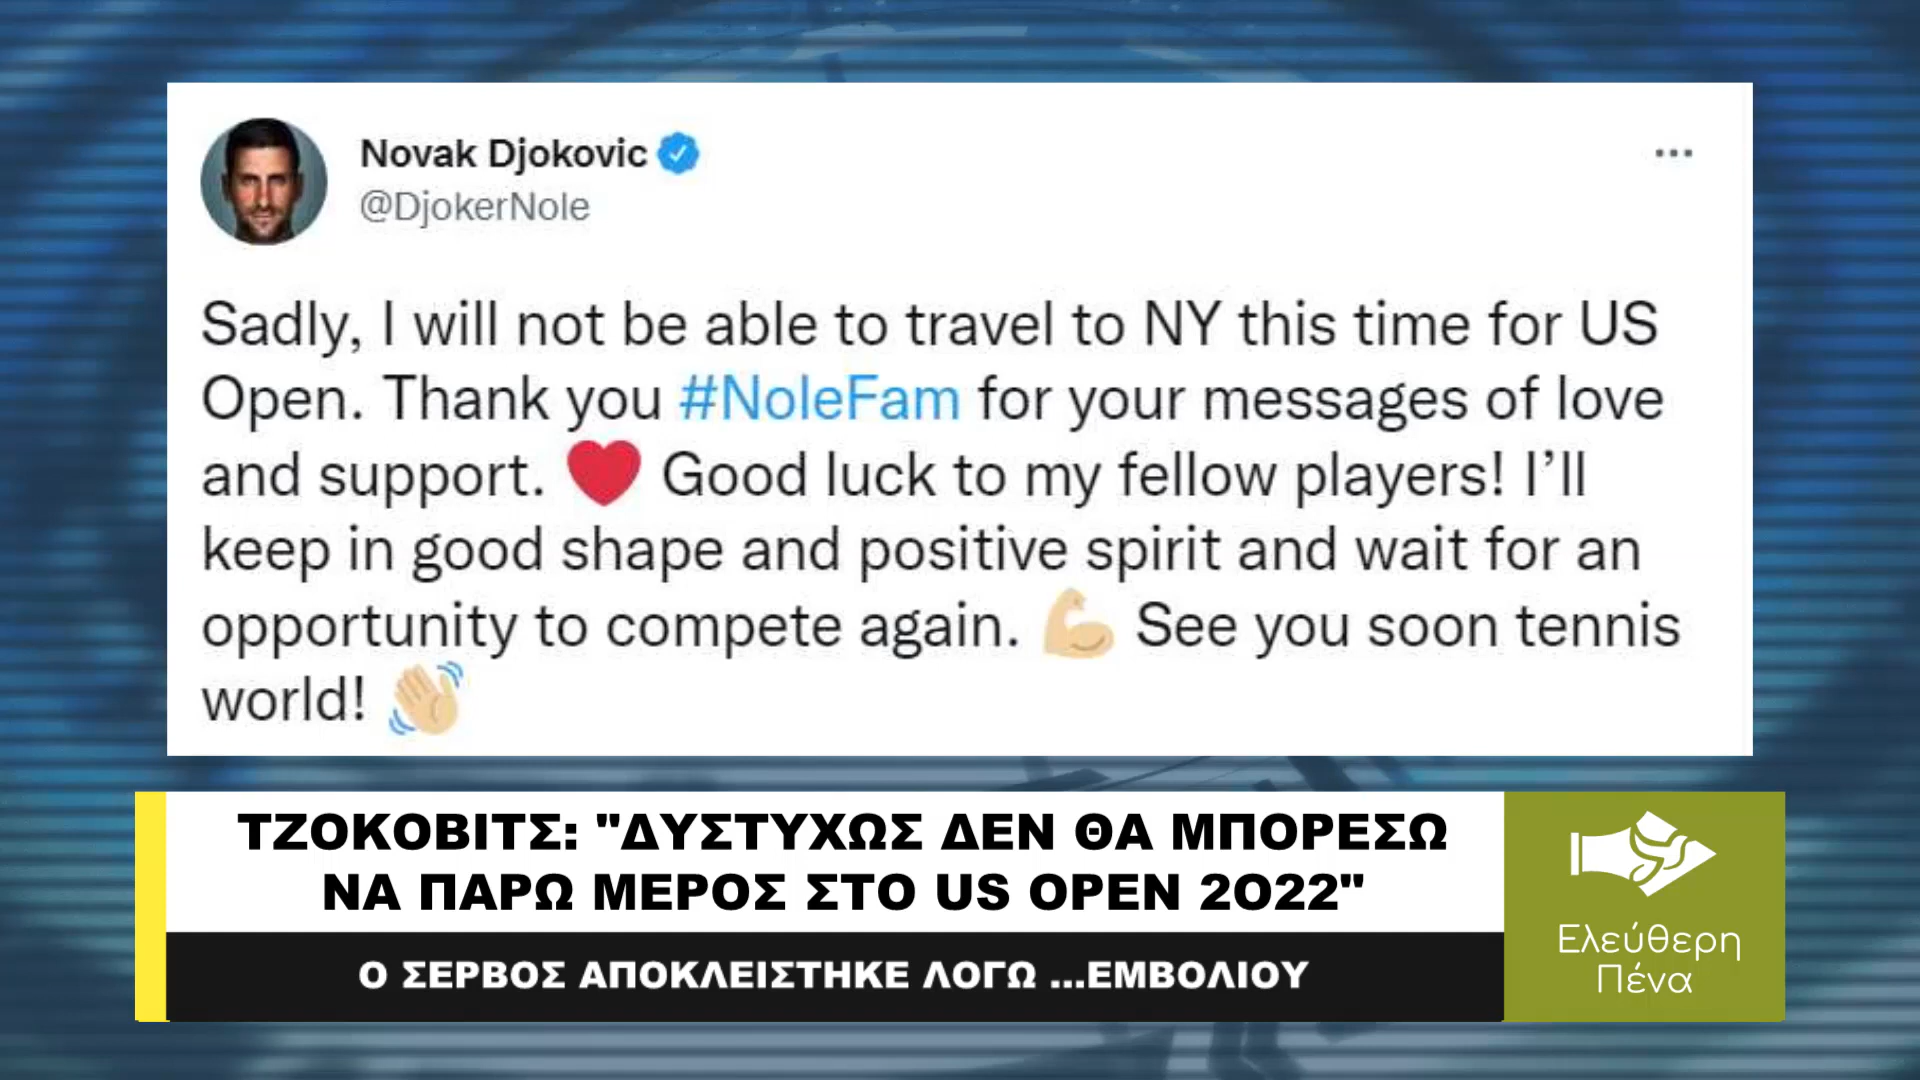 Novak Djokovic
@DjokerNole
Sadly, I will not be able to travel to NY this time for US
Open. Thank you #NoleFam for your messages of love
and support. ❤️ Good luck to my fellow players! I’ll
keep in good shape and positive spirit and wait for an
opportunity to compete again. 💪🏼 See you soon tennis
world! 👋🏼
ΤΖΟΚΟΒΙΤΣ: "ΔΥΣΤΥΧΩΣ ΔΕΝ ΘΑ ΜΠΟΡΕΣΩ
ΝΑ ΠΑΡΩ ΜΕΡΟΣ ΣΤΟ US OPEN 2022"
Ο ΣΕΡΒΟΣ ΑΠΟΚΛΕΙΣΤΗΚΕ ΛΟΓΩ ...ΕΜΒΟΛΙΟΥ
Ελεύθερη
Πένα